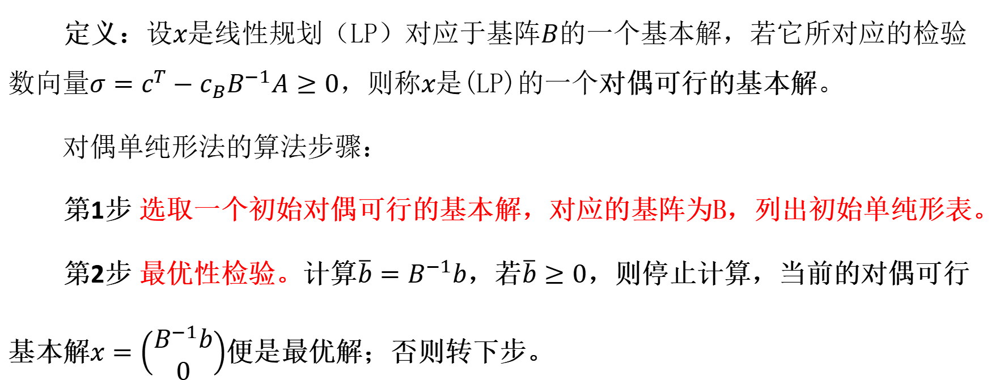 定义：设𝑥是线性规划（LP）对应于基阵𝐵的一个基本解，若它所对应的检验
数向量𝜎 = 𝑐ᵀ − 𝑐_𝐵𝐵⁻¹𝐴 ≥ 0，则称𝑥是(LP)的一个对偶可行的基本解。
对偶单纯形法的算法步骤：
第1步 选取一个初始对偶可行的基本解，对应的基阵为B，列出初始单纯形表。
第2步 最优性检验。计算b̅ = 𝐵⁻¹𝑏，若b̅ ≥ 0，则停止计算，当前的对偶可行
基本解𝑥 = (𝐵⁻¹𝑏 0)便是最优解；否则转下步。